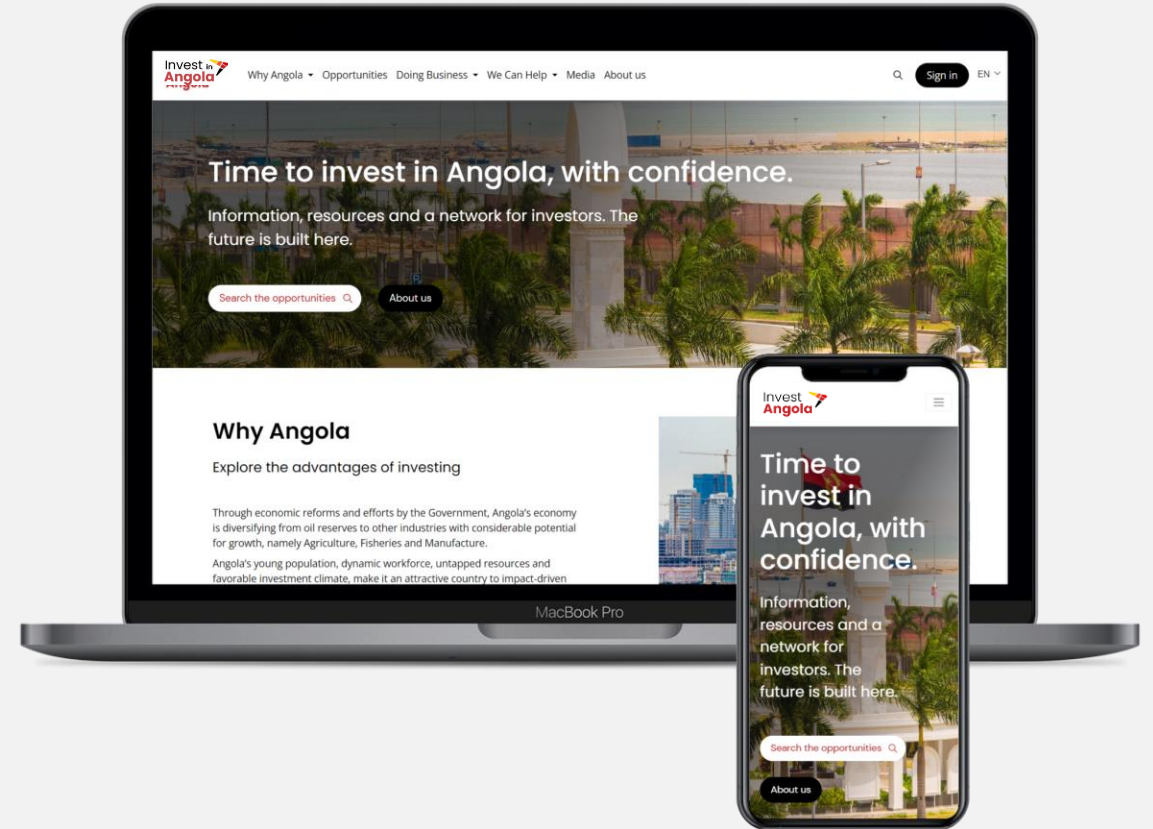 Invest in
Angola
Why Angola Opportunities Doing Business We Can Help Media About us
Sign in
EN
Time to invest in Angola, with confidence.
Information, resources and a network for investors. The
future is built here.
Search the opportunities
About us
Why Angola
Explore the advantages of investing
Through economic reforms and efforts by the Government, Angola's economy
is diversifying from oil reserves to other industries with considerable potential
for growth, namely Agriculture, Fisheries and Manufacture.
Angola's young population, dynamic workforce, untapped resources and
favorable investment climate, make it an attractive country to impact-driven
MacBook Pro
Invest
Angola
Time to
invest in
Angola, with
confidence.
Information,
resources and a
network for
investors. The
future is built here.
Search the opportunities
About us